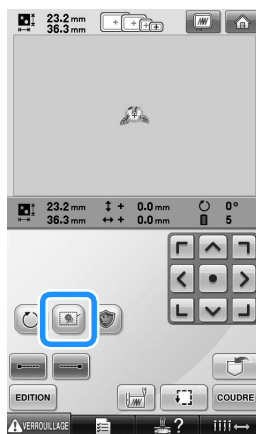 23.2 mm
36.3 mm
23.2 mm + 0.0 mm 0°
36.3 mm + 0.0 mm 5
EDITION
COUDRE
VERROUILLAGE
?